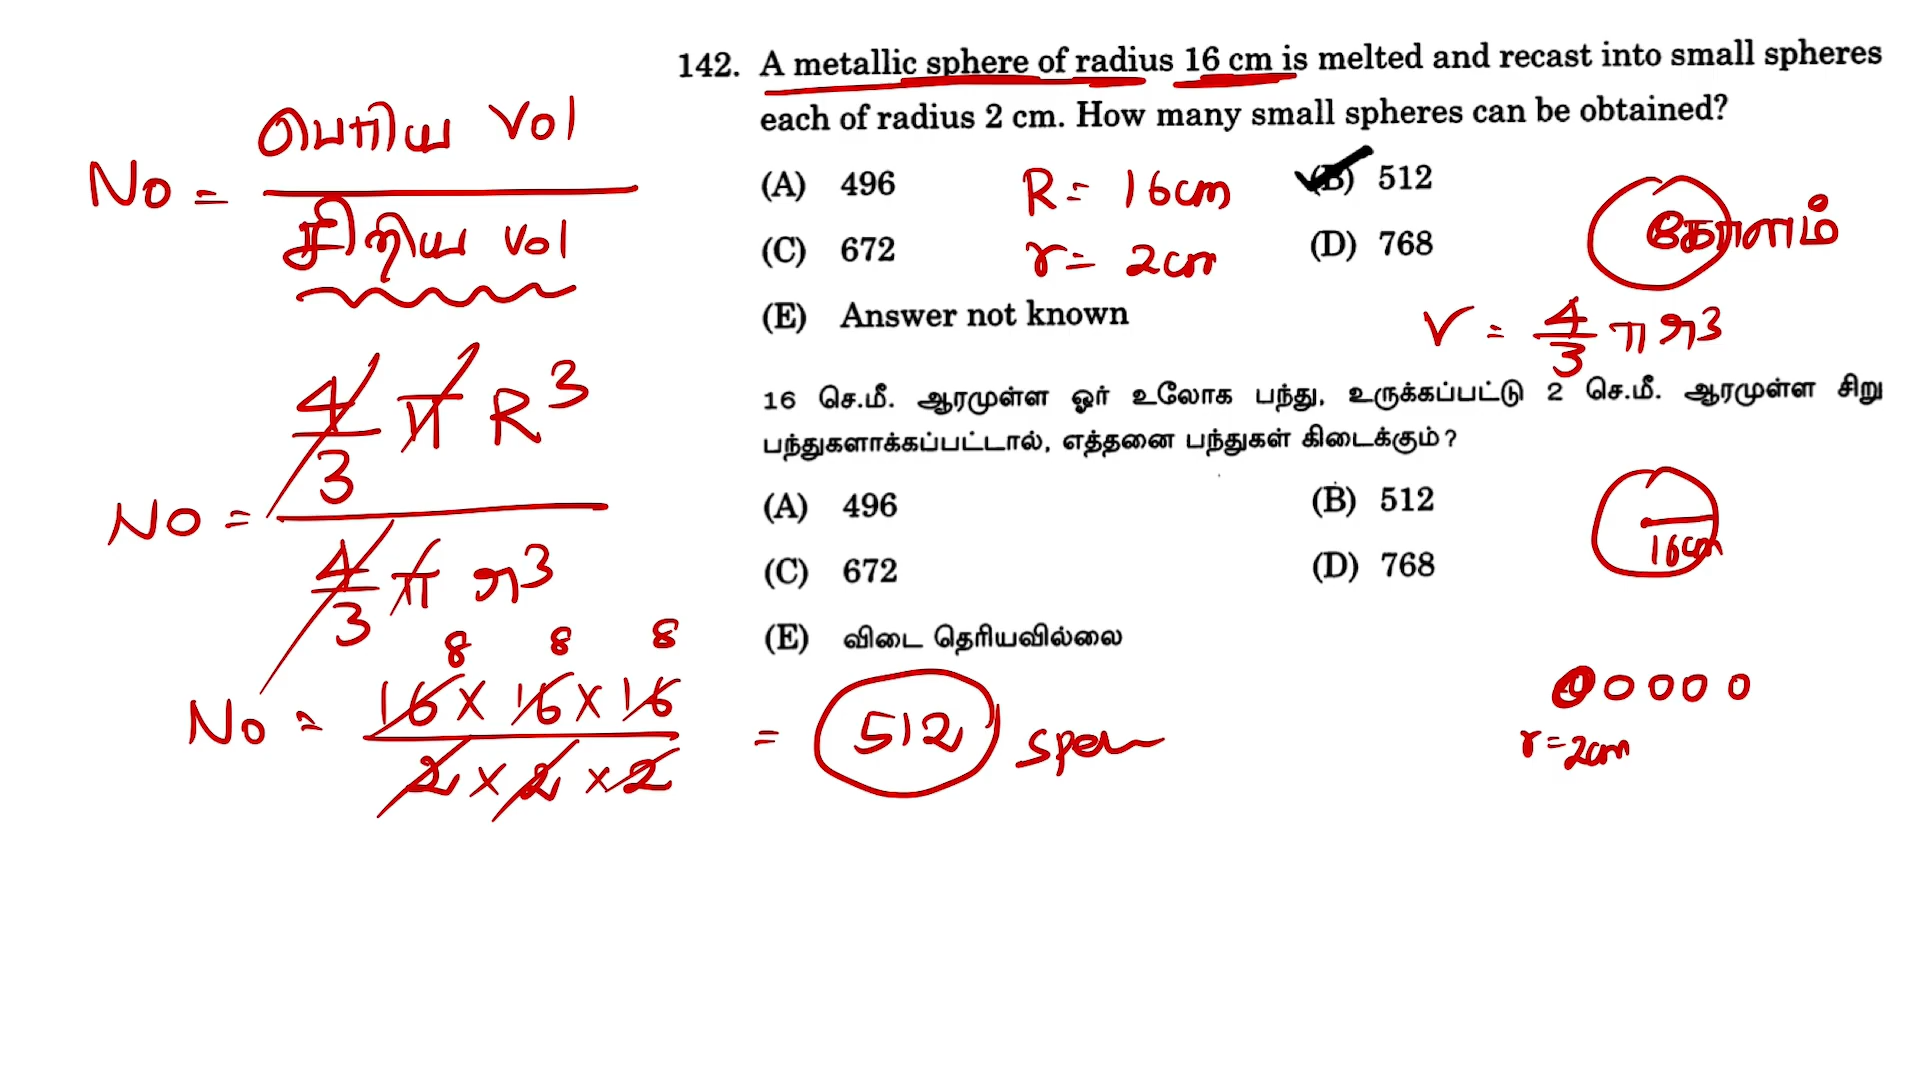 142. A metallic sphere of radius 16 cm is melted and recast into small spheres
each of radius 2 cm. How many small spheres can be obtained?
(A) 496
(B) 512
(C) 672
(D) 768
(E) Answer not known
R = 16cm
r = 2cm
கோளம்
V = 4/3 π r³
16 செ.மீ. ஆரமுள்ள ஓர் உலோக பந்து, உருக்கப்பட்டு 2 செ.மீ. ஆரமுள்ள சிறு
பந்துகளாக்கப்பட்டால், எத்தனை பந்துகள் கிடைக்கும்?
(A) 496
(B) 512
(C) 672
(D) 768
(E) விடை தெரியவில்லை
16cm
r = 2cm
No = பெரிய Vol
சிறிய Vol
No = 4/3 π R³
4/3 π r³
8 8 8
No = 16 × 16 × 16
2 × 2 × 2
= 512